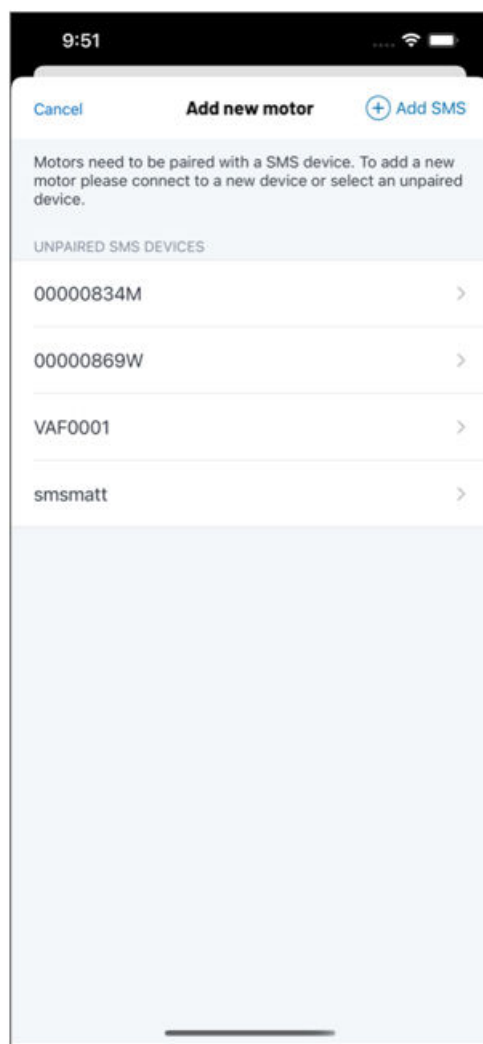 9:51
Cancel
Add new motor
Add SMS
Motors need to be paired with a SMS device. To add a new
motor please connect to a new device or select an unpaired
device.
UNPAIRED SMS DEVICES
00000834M
00000869W
VAF0001
smsmatt